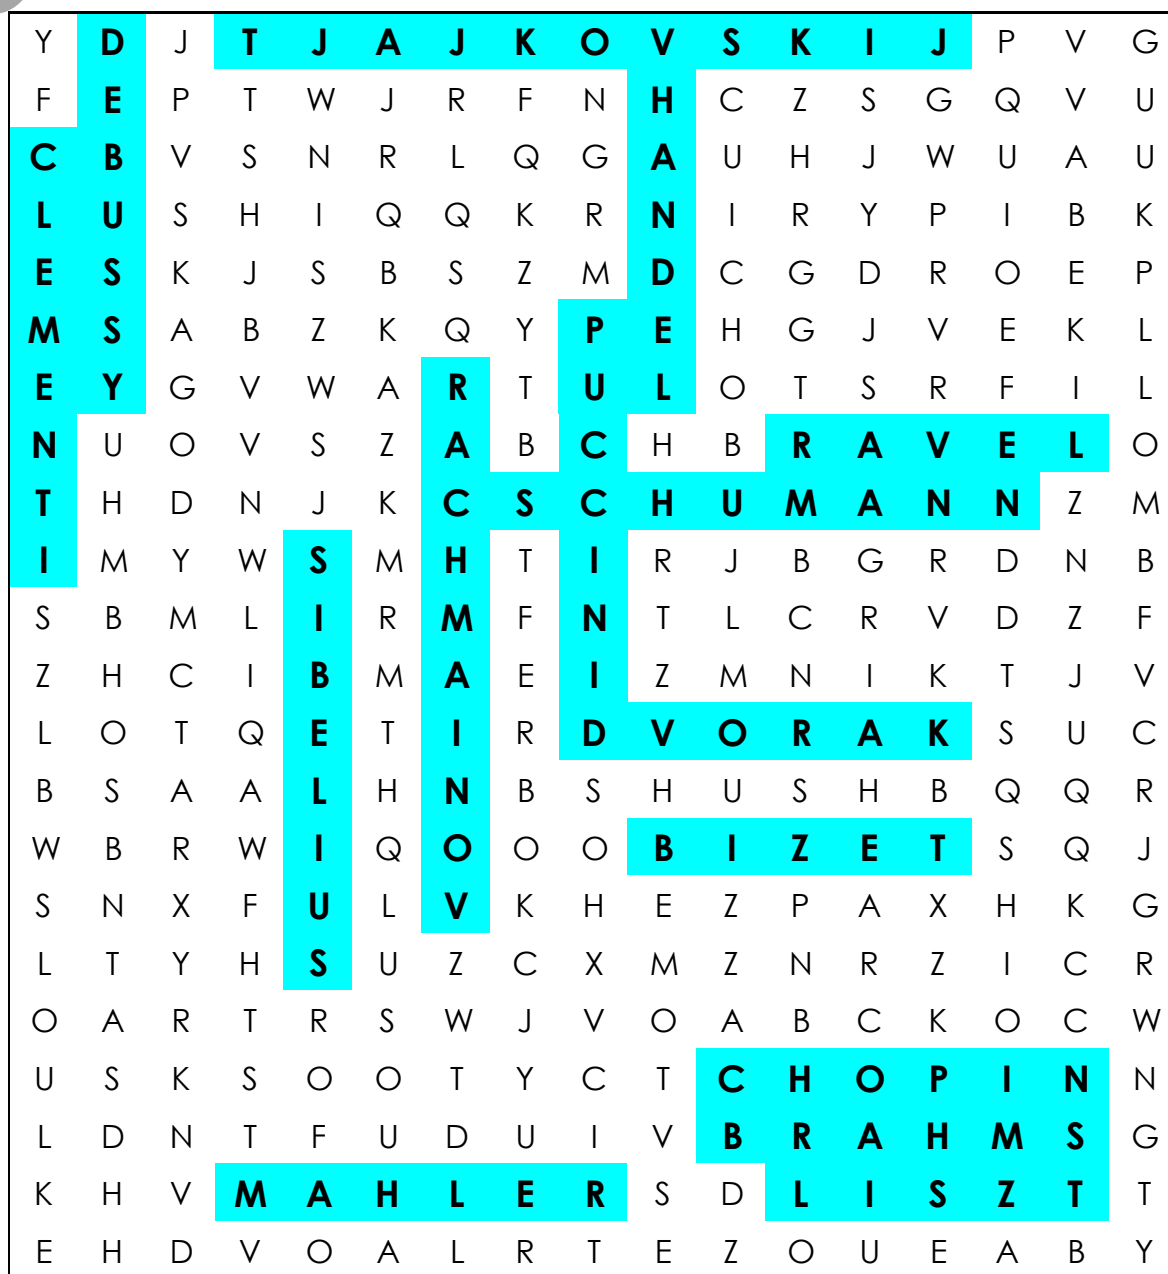 Y D J T J A J K O V S K I J P V G
F E P T W J R F N H C Z S G Q V U
C B V S N R L Q G A U H J W U A U
L U S H I Q Q K R N I R Y P I B K
E S K J S B S Z M D C G D R O E P
M S A B Z K Q Y P E H G J V E K L
E Y G V W A R T U L O T S R F I L
N U O V S Z A B C H B R A V E L O
T H D N J K C S C H U M A N N Z M
I M Y W S M H T I R J B G R D N B
S B M L I R M F N T L C R V D Z F
Z H C I B M A E I Z M N I K T J V
L O T Q E T I R D V O R A K S U C
B S A A L H N B S H U S H B Q Q R
W B R W I Q O O O B I Z E T S Q J
S N X F U L V K H E Z P A X H K G
L T Y H S U Z C X M Z N R Z I C R
O A R T R S W J V O A B C K O C W
U S K S O O T Y C T C H O P I N N
L D N T F U D U I V B R A H M S G
K H V M A H L E R S D L I S Z T T
E H D V O A L R T E Z O U E A B Y